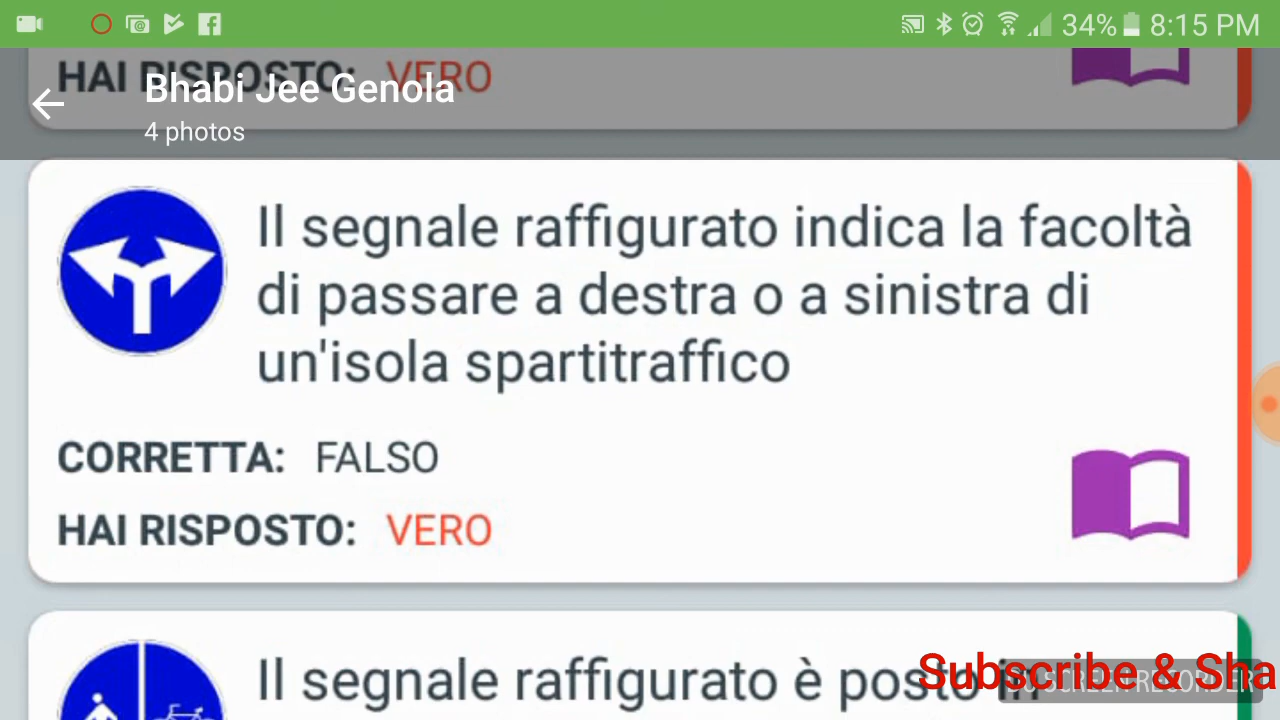 34% 8:15 PM
HAI RISPOSTO: VERO
Bhabi Jee Genola
4 photos
Il segnale raffigurato indica la facoltà
di passare a destra o a sinistra di
un'isola spartitraffico
CORRETTA: FALSO
HAI RISPOSTO: VERO
Il segnale raffigurato è posto in
Subscribe & Sha